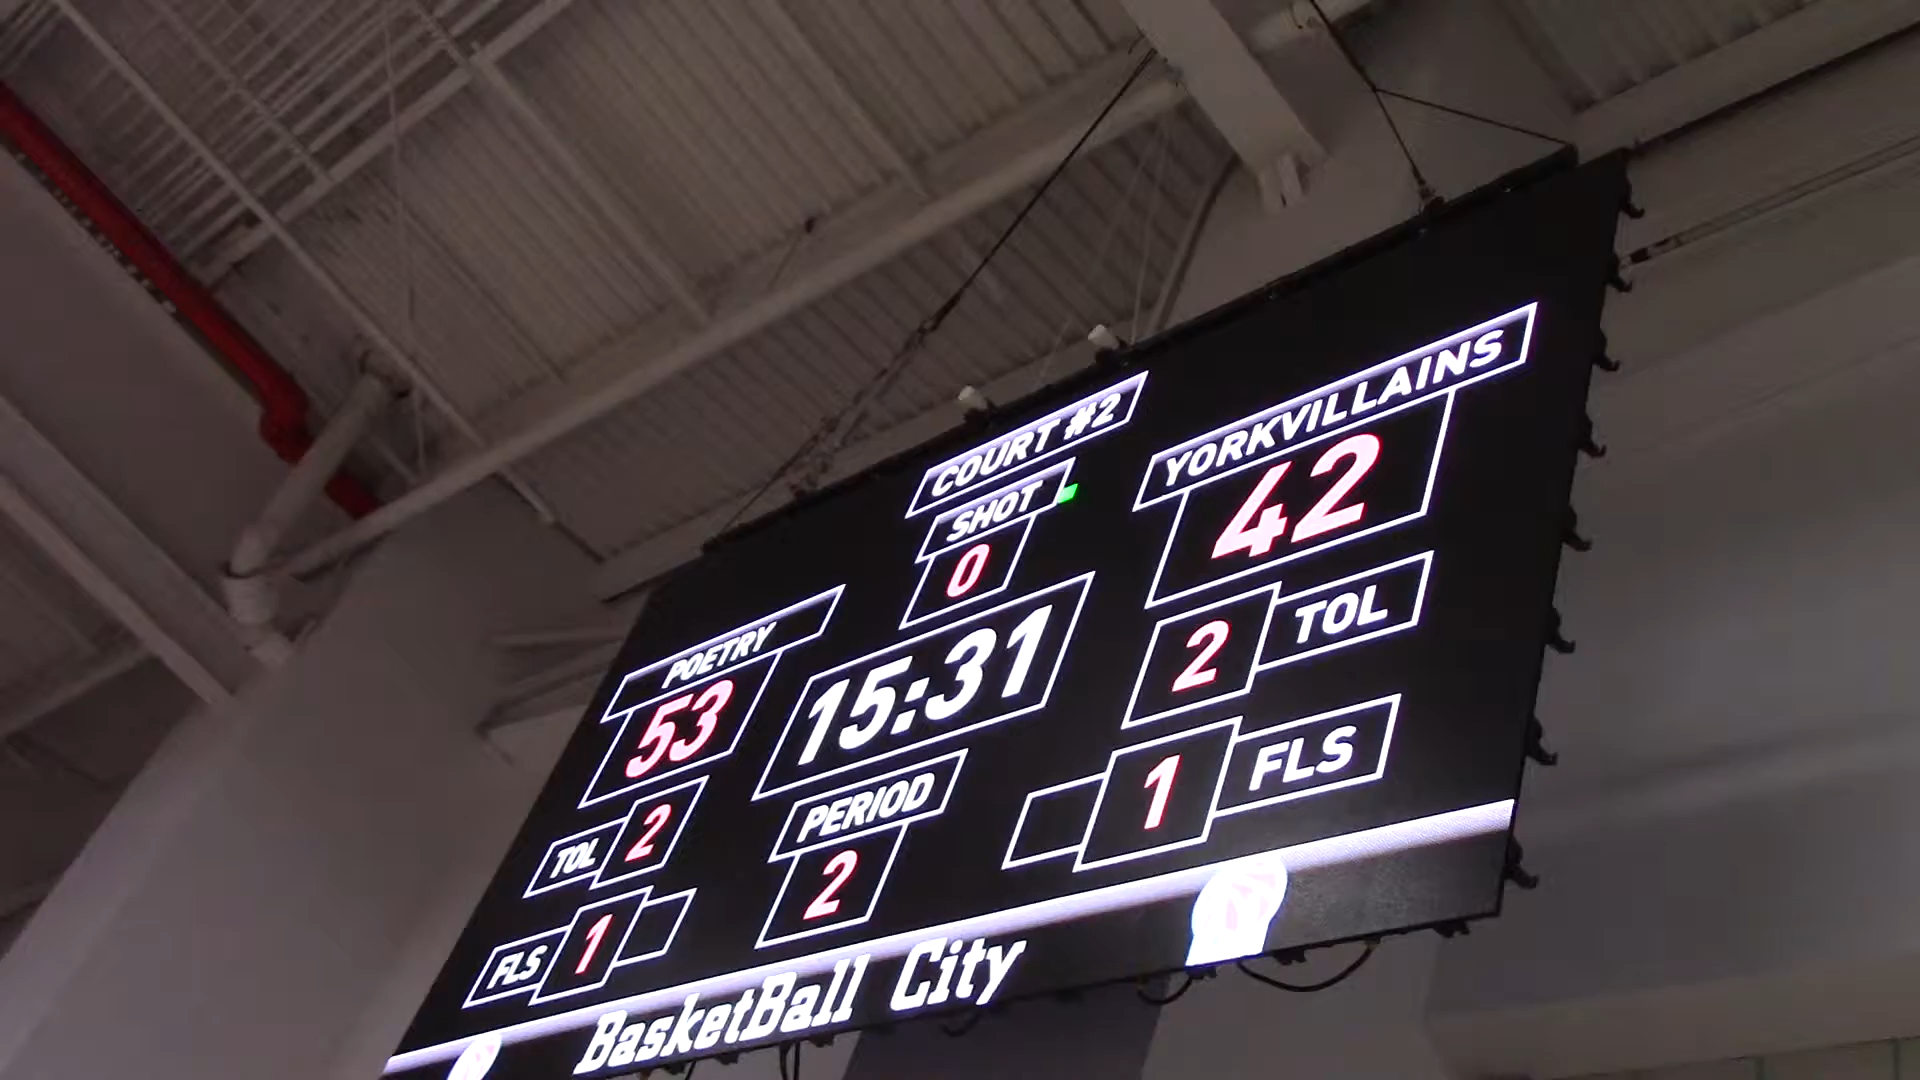 COURT #2
SHOT
0
YORKVILLAINS
42
2 TOL
1 FLS
POETRY
53
TOL 2
FLS 1
15:31
PERIOD
2
BasketBall City